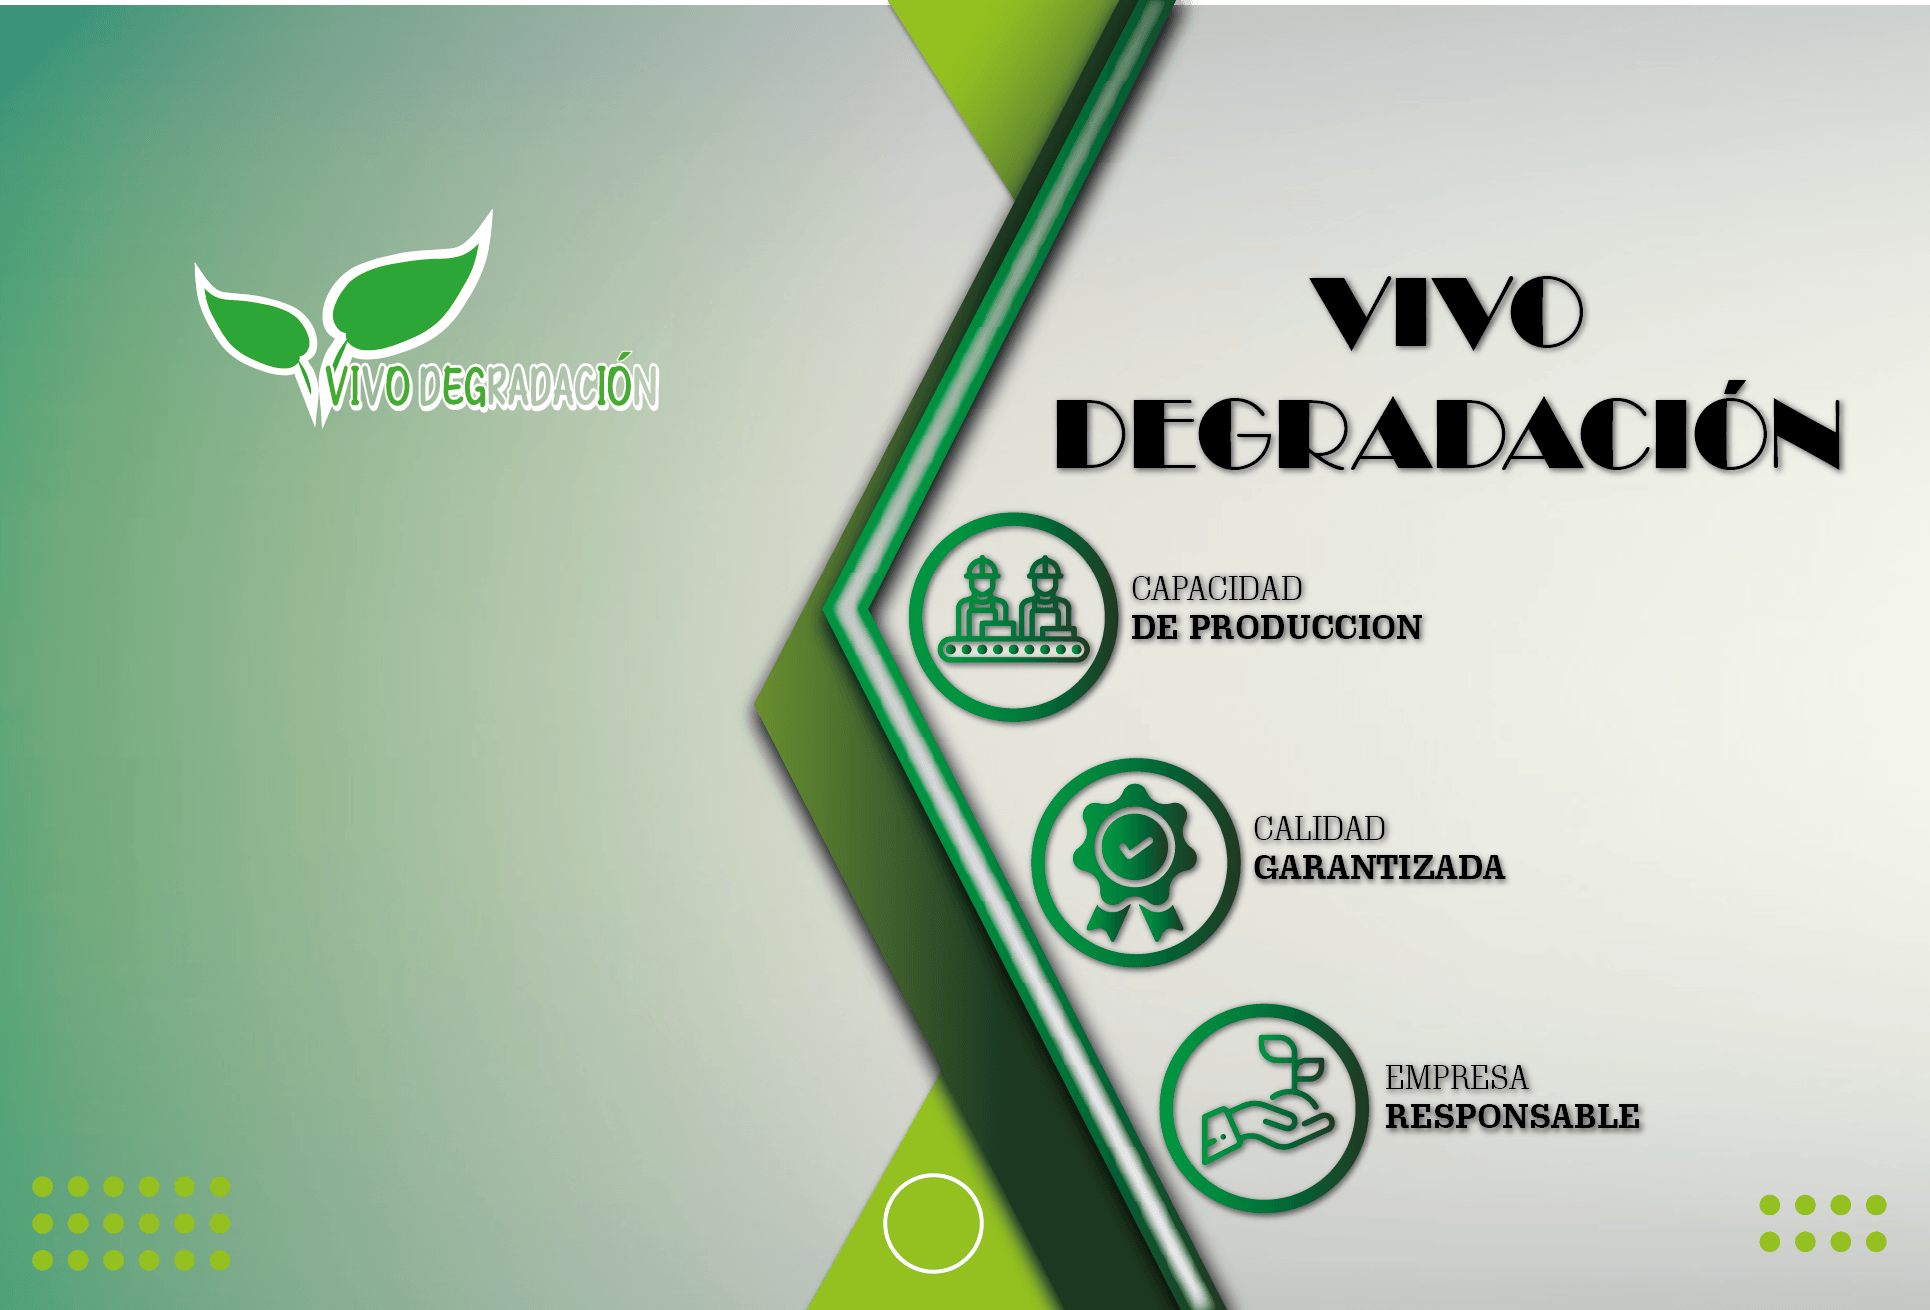 VIVO DEGRADACIÓN
VIVO
DEGRADACIÓN
CAPACIDAD
DE PRODUCCION
CALIDAD
GARANTIZADA
EMPRESA
RESPONSABLE